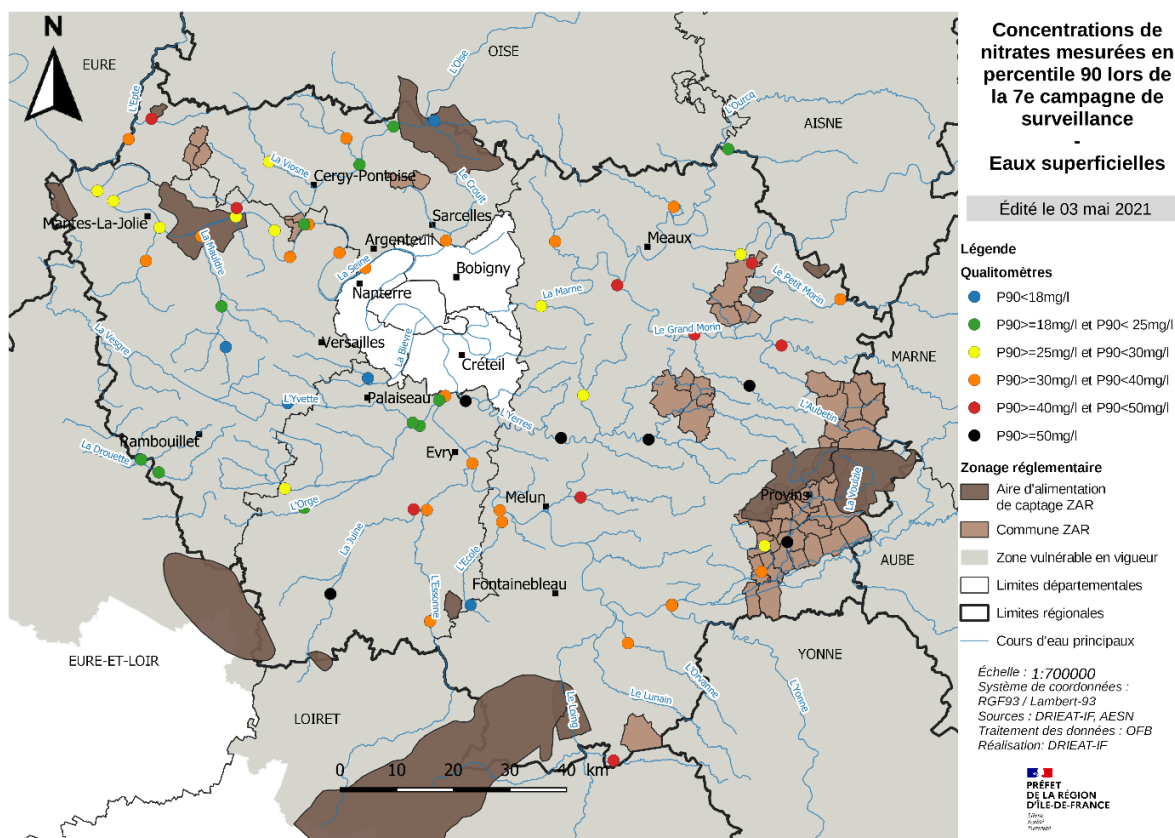 Concentrations de
nitrates mesurées en
percentile 90 lors de
la 7e campagne de
surveillance
-
Eaux superficielles
Édité le 03 mai 2021
Légende
Qualitomètres
P90<18mg/l
P90>=18mg/l et P90< 25mg/l
P90>=25mg/l et P90<30mg/l
P90>=30mg/l et P90<40mg/l
P90>=40mg/l et P90<50mg/l
P90>=50mg/l
Zonage réglementaire
Aire d'alimentation
de captage ZAR
Commune ZAR
Zone vulnérable en vigueur
Limites départementales
Limites régionales
Cours d'eau principaux
Échelle : 1:700000
Système de coordonnées :
RGF93 / Lambert-93
Sources : DRIEAT-IF, AESN
Traitement des données : OFB
Réalisation: DRIEAT-IF
PRÉFET
DE LA RÉGION
D'ÎLE-DE-FRANCE
Liberté
Égalité
Fraternité
N
EURE
OISE
AISNE
MARNE
AUBE
YONNE
LOIRET
EURE-ET-LOIR
L'Epte
L'Oise
L'Ourcq
La Viosne
Cergy-Pontoise
Le Croult
Sarcelles
Mantes-La-Jolie
Argenteuil
La Seine
Bobigny
Meaux
La Mauldre
Nanterre
La Marne
Le Petit Morin
La Vesgre
Versailles
La Bièvre
Créteil
Le Grand Morin
L'Yvette
Palaiseau
L'Yerres
L'Aubetin
Rambouillet
La Drouette
Evry
L'Orge
Melun
Provins
La Voulzie
La Juine
L'Ecole
L'Essonne
Fontainebleau
Le Loing
Le Lunain
L'Orvanne
L'Yonne
0 10 20 30 40 km